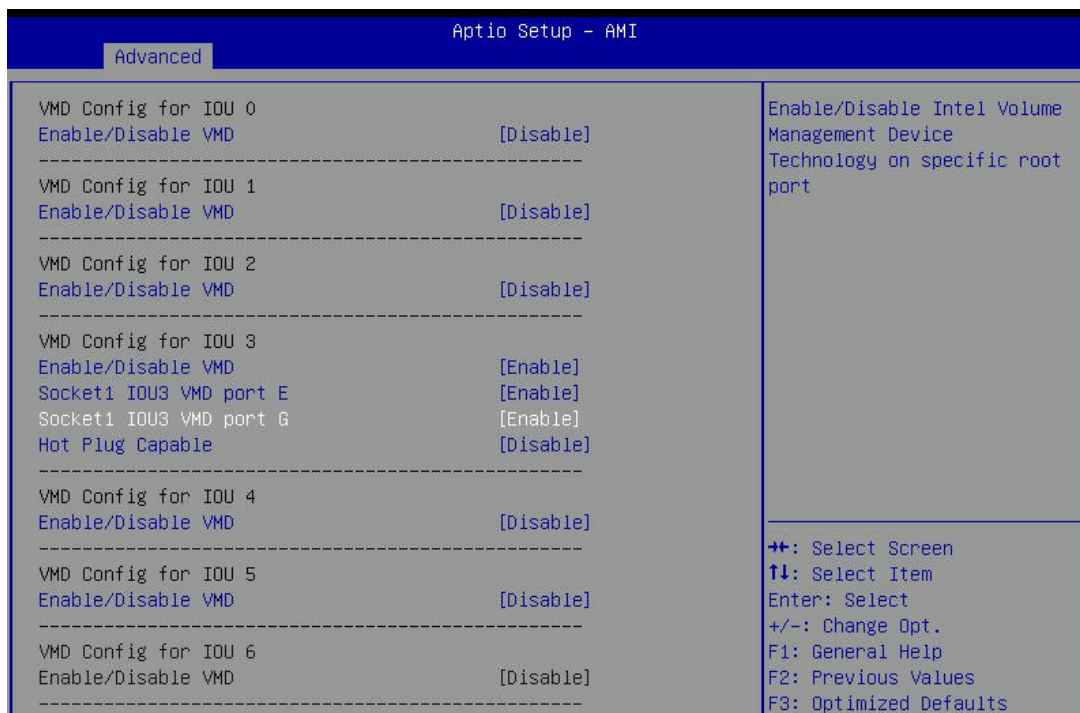 Aptio Setup – AMI
Advanced
VMD Config for IOU 0
Enable/Disable VMD [Disable]
------------------------------------------------
VMD Config for IOU 1
Enable/Disable VMD [Disable]
------------------------------------------------
VMD Config for IOU 2
Enable/Disable VMD [Disable]
------------------------------------------------
VMD Config for IOU 3
Enable/Disable VMD [Enable]
Socket1 IOU3 VMD port E [Enable]
Socket1 IOU3 VMD port G [Enable]
Hot Plug Capable [Disable]
------------------------------------------------
VMD Config for IOU 4
Enable/Disable VMD [Disable]
------------------------------------------------
VMD Config for IOU 5
Enable/Disable VMD [Disable]
------------------------------------------------
VMD Config for IOU 6
Enable/Disable VMD [Disable]
------------------------------------------------
Enable/Disable Intel Volume
Management Device
Technology on specific root
port
→←: Select Screen
↑↓: Select Item
Enter: Select
+/-: Change Opt.
F1: General Help
F2: Previous Values
F3: Optimized Defaults